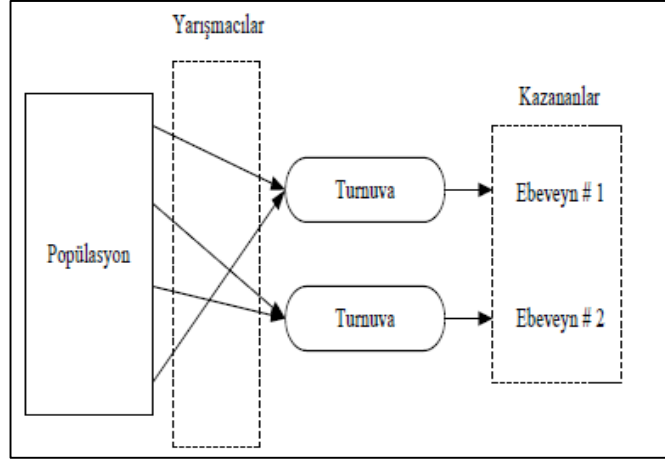 Yarışmacılar
Kazananlar
Popülasyon
Turnuva
Ebeveyn # 1
Turnuva
Ebeveyn # 2